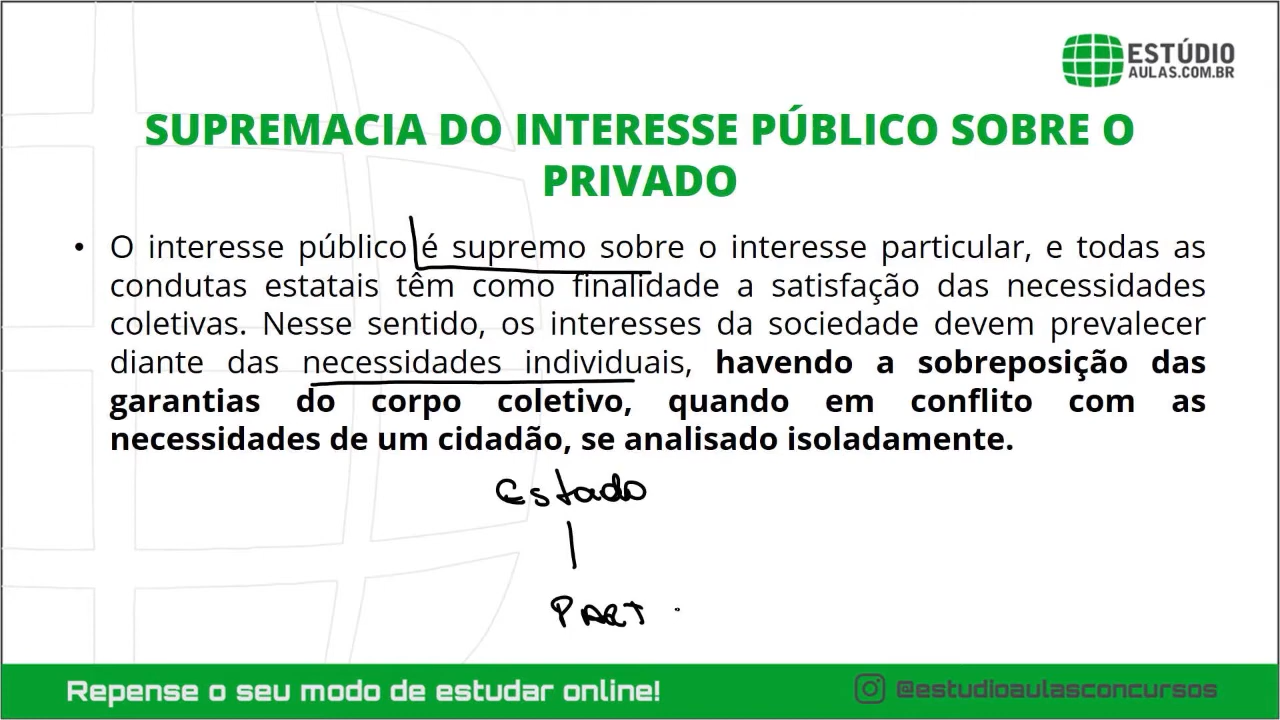 ESTÚDIO
AULAS.COM.BR
SUPREMACIA DO INTERESSE PÚBLICO SOBRE O
PRIVADO
• O interesse público é supremo sobre o interesse particular, e todas as
condutas estatais têm como finalidade a satisfação das necessidades
coletivas. Nesse sentido, os interesses da sociedade devem prevalecer
diante das necessidades individuais, havendo a sobreposição das
garantias do corpo coletivo, quando em conflito com as
necessidades de um cidadão, se analisado isoladamente.
Estado
PART
Repense o seu modo de estudar online!
@estudioaulasconcursos